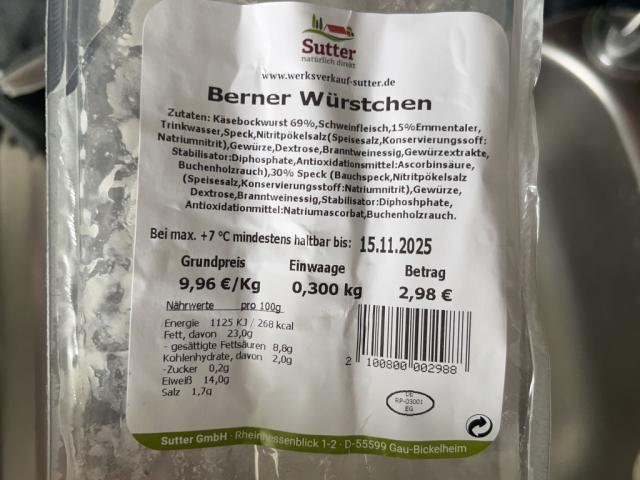 Sutter
natürlich direkt
www.werksverkauf-sutter.de
Berner Würstchen
Zutaten: Käsebockwurst 69%,Schweinfleisch,15%Emmentaler,
Trinkwasser,Speck,Nitritpökelsalz(Speisesalz,Konservierungssoff:
Natriumnitrit),Gewürze,Dextrose,Branntweinessig,Gewürzextrakte,
Stabilisator:Diphosphate,Antioxidationsmittel:Ascorbinsäure,
Buchenholzrauch),30% Speck (Bauchspeck,Nitritpökelsalz
(Speisesalz,Konservierungsstoff:Natriumnitrit),Gewürze,
Dextrose,Branntweinessig,Stabilisator:Diphoshphate,
Antioxidationmittel:Natriumascorbat,Buchenholzrauch.
Bei max. +7 °C mindestens haltbar bis: 15.11.2025
Grundpreis Einwaage Betrag
9,96 €/Kg 0,300 kg 2,98 €
Nährwerte pro 100g
Energie 1125 KJ / 268 kcal
Fett, davon 23,0g
- gesättigte Fettsäuren 8,8g
Kohlenhydrate, davon 2,0g
-Zucker 0,2g
Eiweiß 14,0g
Salz 1,7g
2 100800 002988
DE
RP-03001
EG
Sutter GmbH · Rheinhessenblick 1-2 · D-55599 Gau-Bickelheim